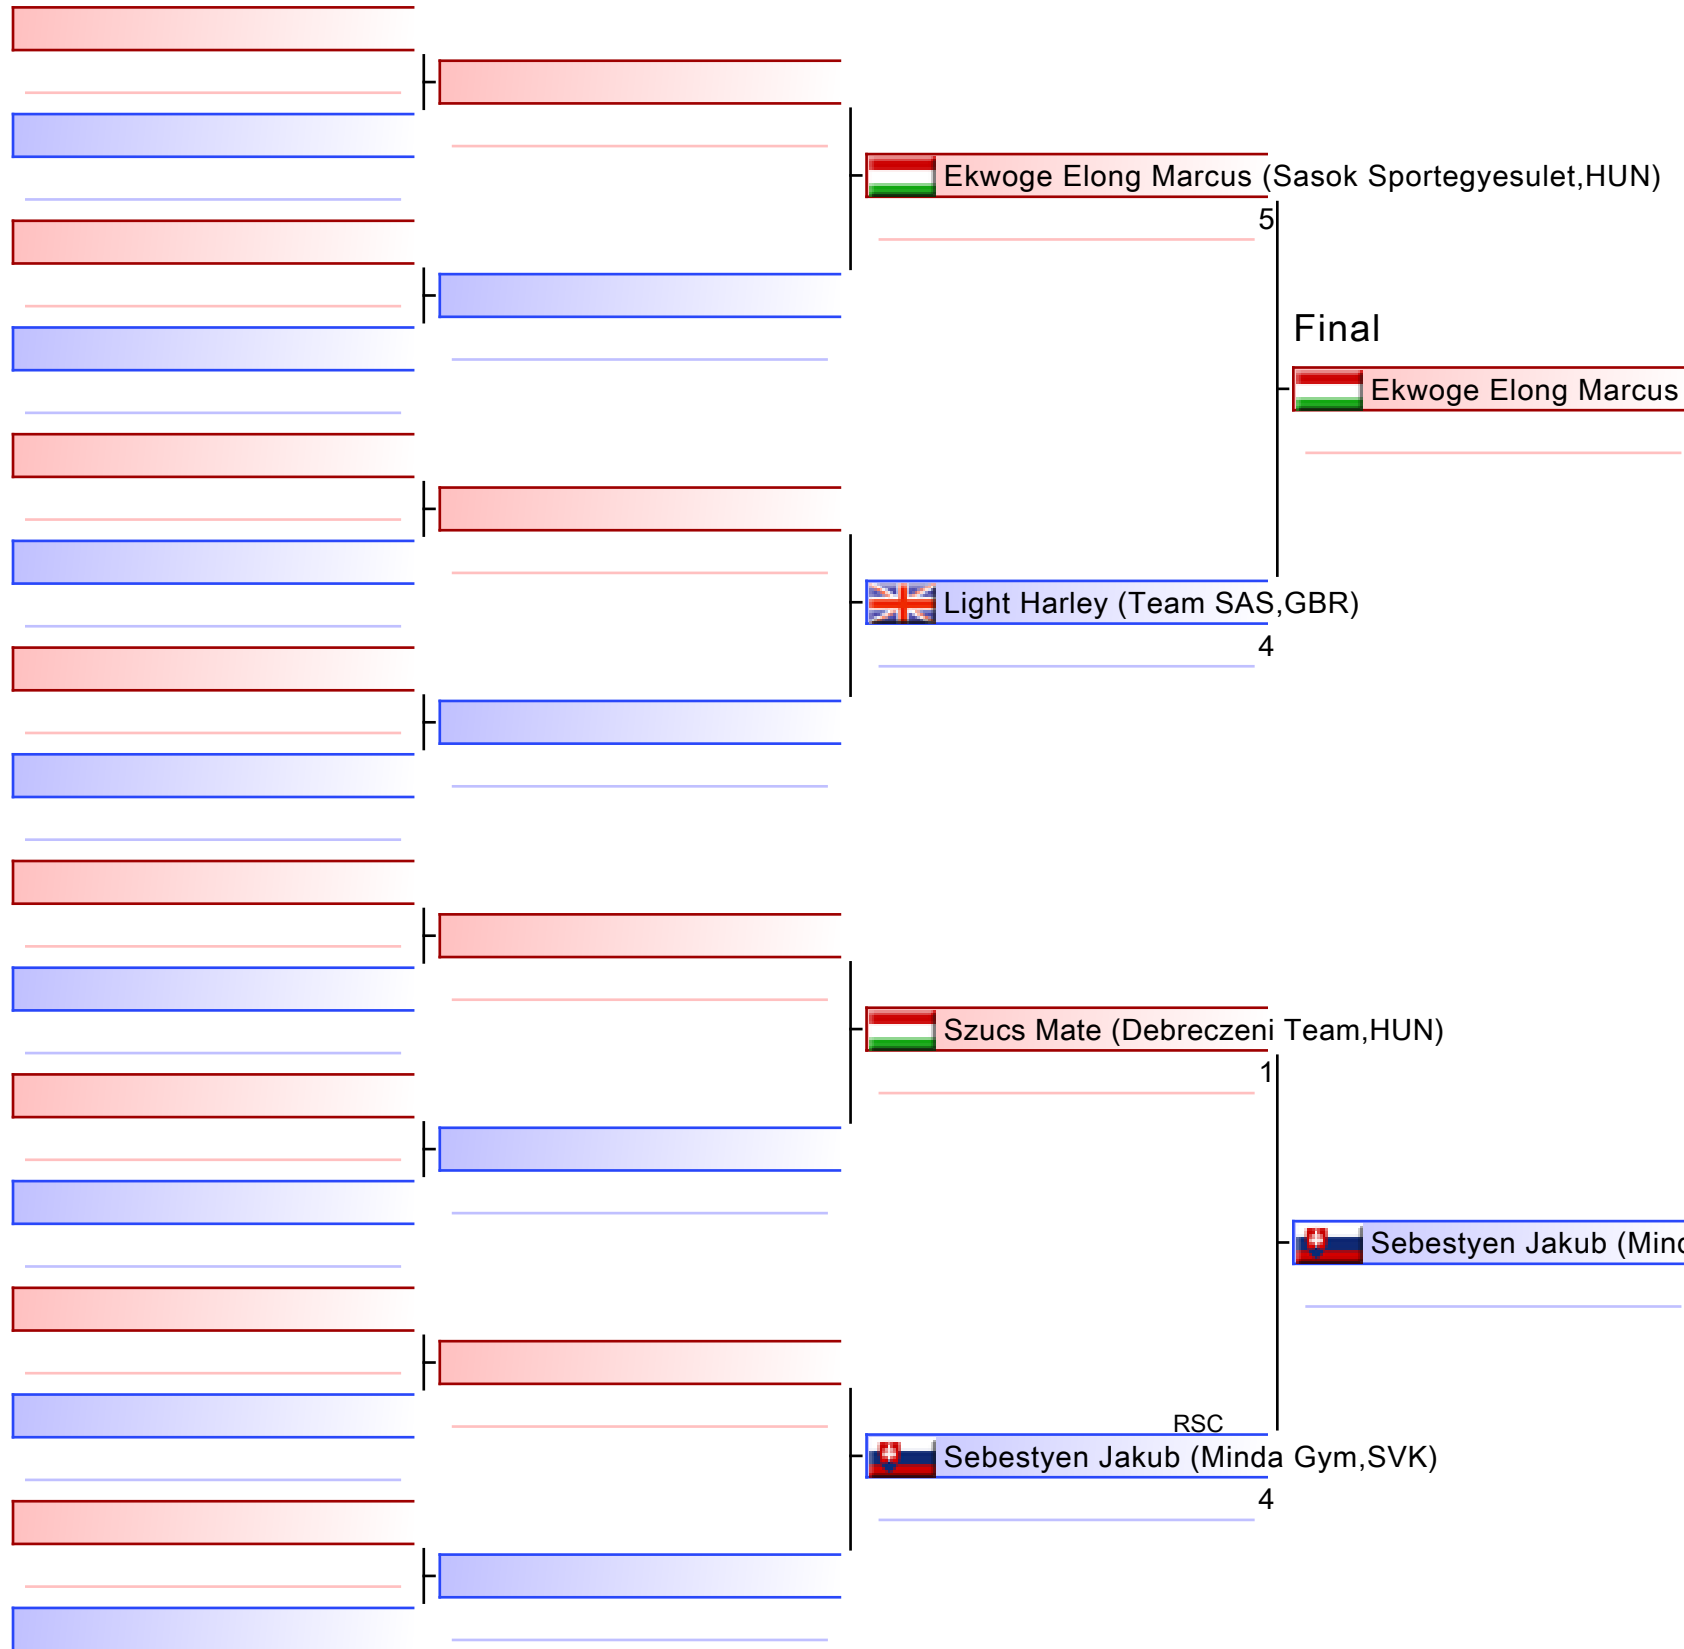 Ekwoge Elong Marcus (Sasok Sportegyesulet,HUN)
5
Final
Ekwoge Elong Marcus
Light Harley (Team SAS,GBR)
4
Szucs Mate (Debreczeni Team,HUN)
1
Sebestyen Jakub (Mind
RSC
Sebestyen Jakub (Minda Gym,SVK)
4